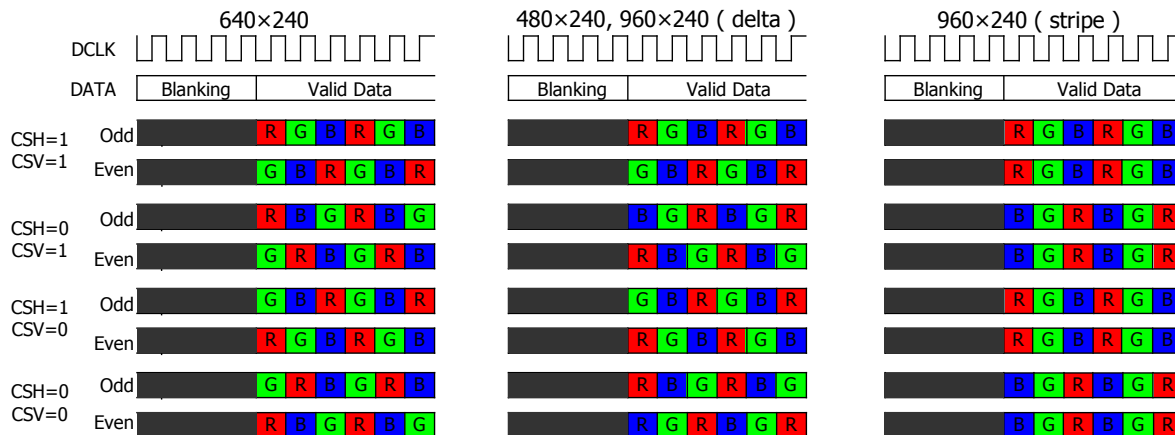 640×240 480×240, 960×240 ( delta ) 960×240 ( stripe )
DCLK
DATA Blanking Valid Data Blanking Valid Data Blanking Valid Data
CSH=1
CSV=1
Odd R G B R G B R G B R G B R G B R G B
Even G B R G B R G B R G B R R G B R G B
CSH=0
CSV=1
Odd R B G R B G B G R B G R B G R B G R
Even G R B G R B R B G R B G B G R B G R
CSH=1
CSV=0
Odd G B R G B R G B R G B R R G B R G B
Even R G B R G B R G B R G B R G B R G B
CSH=0
CSV=0
Odd G R B G R B R B G R B G B G R B G R
Even R B G R B G R G R B G R B G R B G R